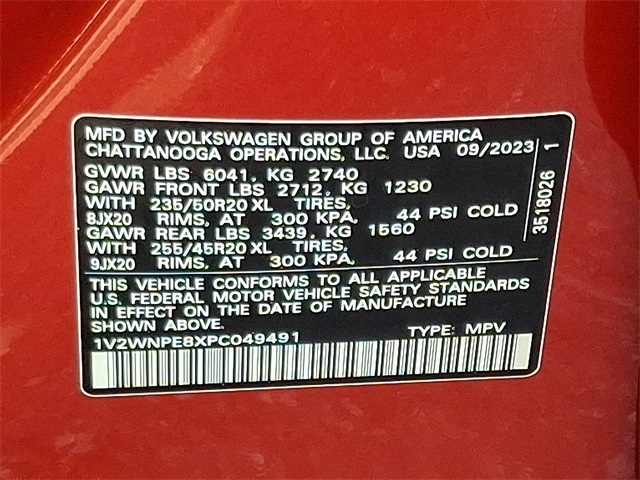 MFD BY VOLKSWAGEN GROUP OF AMERICA
CHATTANOOGA OPERATIONS, LLC. USA 09/2023
GVWR LBS 6041, KG 2740
GAWR FRONT LBS 2712, KG 1230
WITH 235/50R20 XL TIRES,
8JX20 RIMS, AT 300 KPA, 44 PSI COLD
GAWR REAR LBS 3439, KG 1560
WITH 255/45R20 XL TIRES,
9JX20 RIMS, AT 300 KPA, 44 PSI COLD
THIS VEHICLE CONFORMS TO ALL APPLICABLE
U.S. FEDERAL MOTOR VEHICLE SAFETY STANDARDS
IN EFFECT ON THE DATE OF MANUFACTURE
SHOWN ABOVE.
1V2WNPE8XPC049491 TYPE: MPV
3518026 1